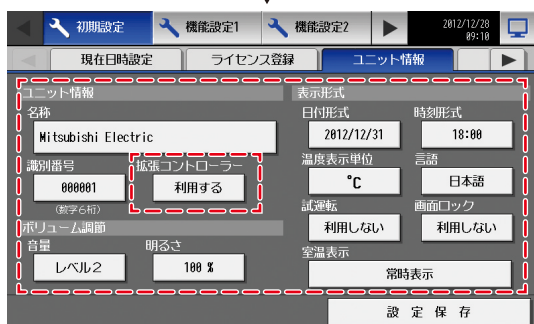 初期設定
機能設定1
機能設定2
2012/12/28
09:10
現在日時設定
ライセンス登録
ユニット情報
ユニット情報
名称
Mitsubishi Electric
識別番号
000001
(数字6桁)
拡張コントローラー
利用する
ボリューム調節
音量
レベル2
明るさ
100 %
表示形式
日付形式
2012/12/31
時刻形式
18:00
温度表示単位
℃
言語
日本語
試運転
利用しない
画面ロック
利用しない
室温表示
常時表示
設定保存